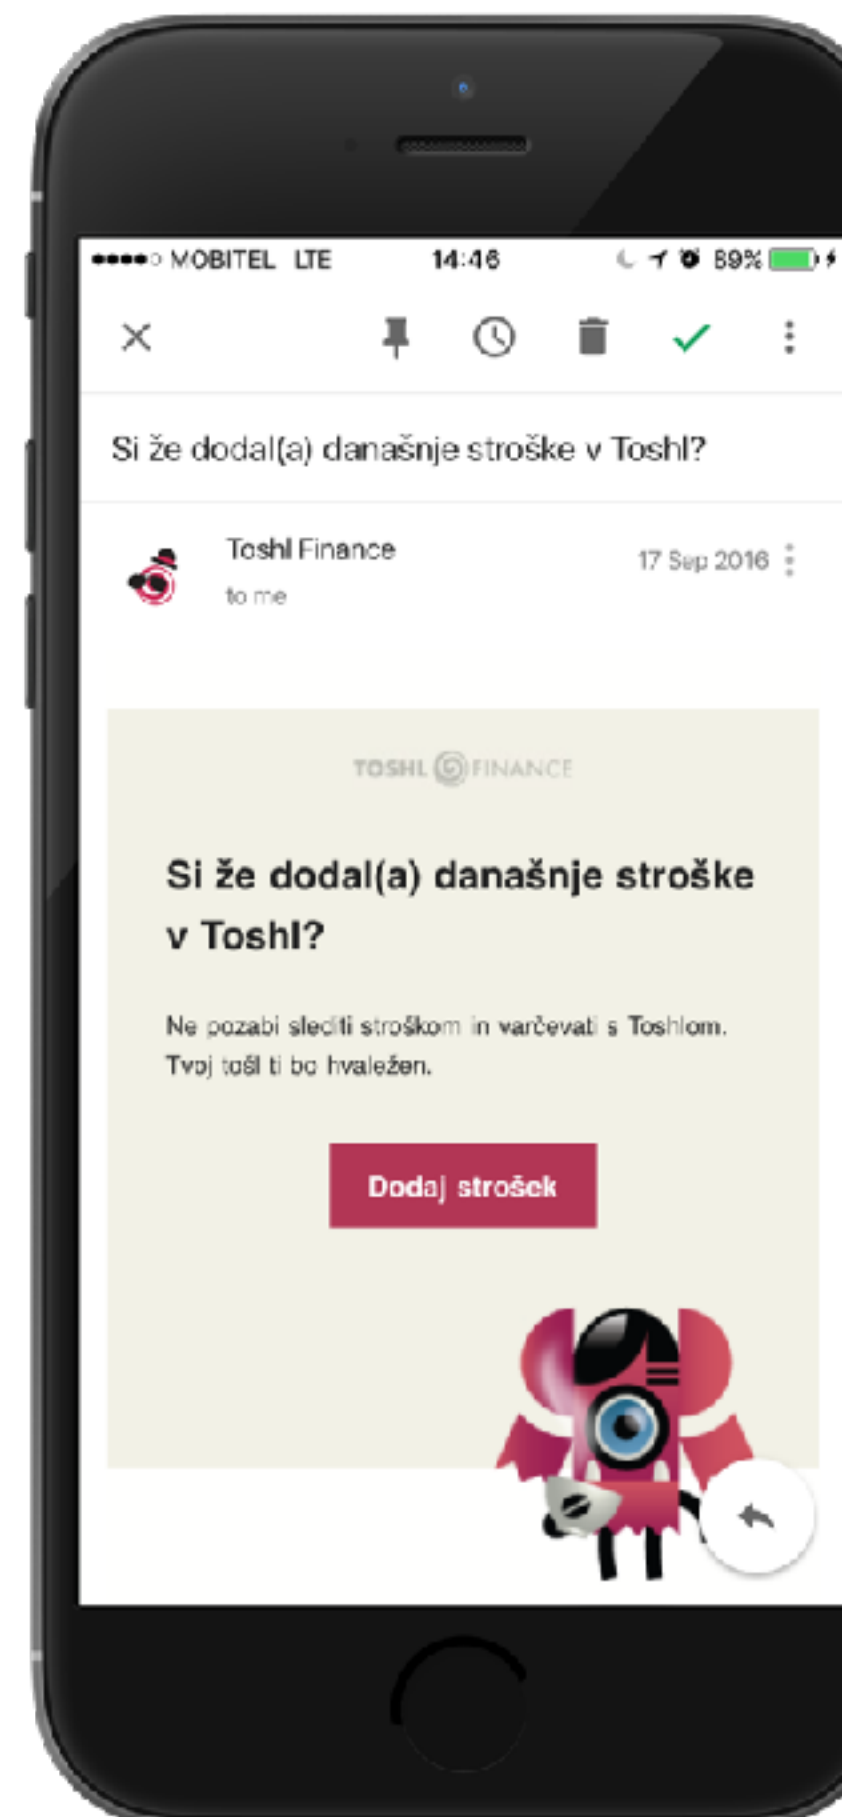 MOBITEL LTE 14:46 89%
Si že dodal(a) današnje stroške v Toshl?
Toshl Finance
17 Sep 2016
to me
TOSHL FINANCE
Si že dodal(a) današnje stroške
v Toshl?
Ne pozabi slediti stroškom in varčevati s Toshlom.
Tvoj tošl ti bo hvaležen.
Dodaj strošek